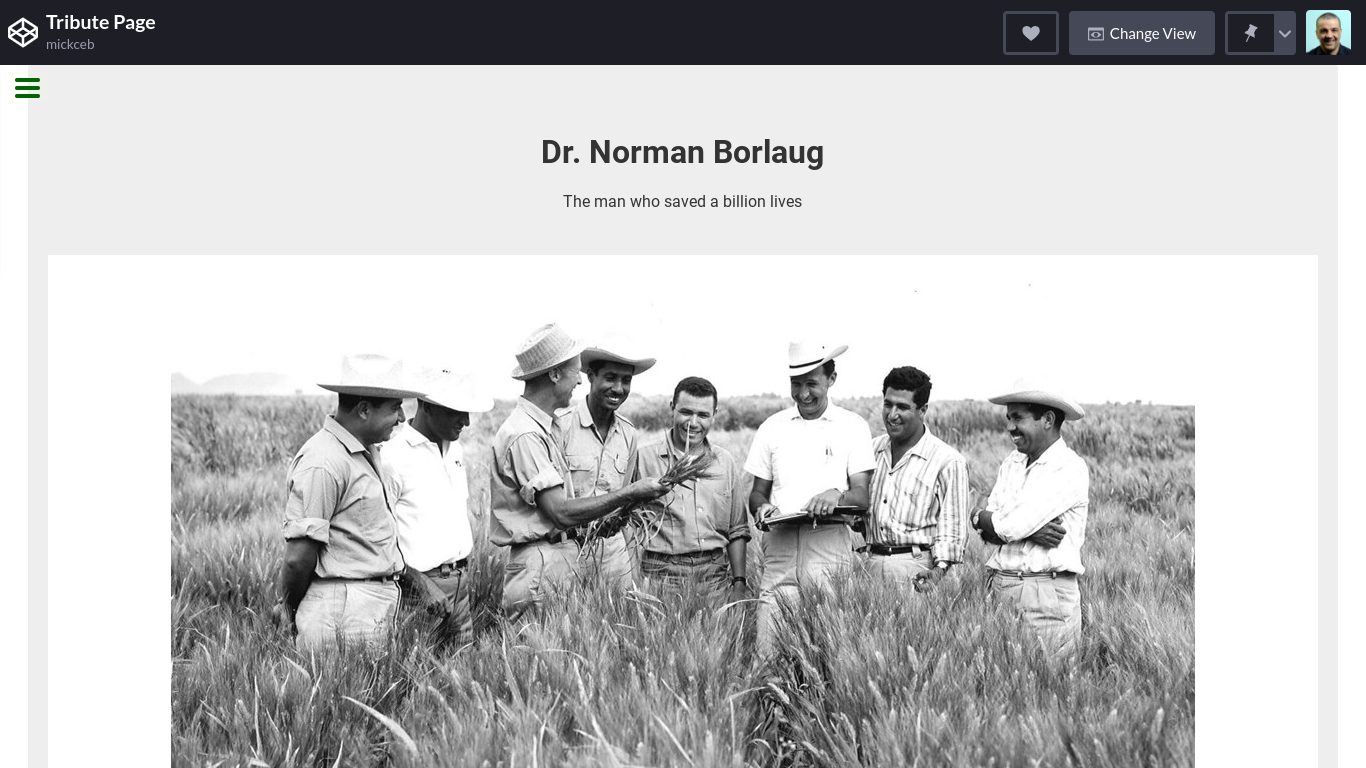 Tribute Page
mickceb
Change View
Dr. Norman Borlaug
The man who saved a billion lives